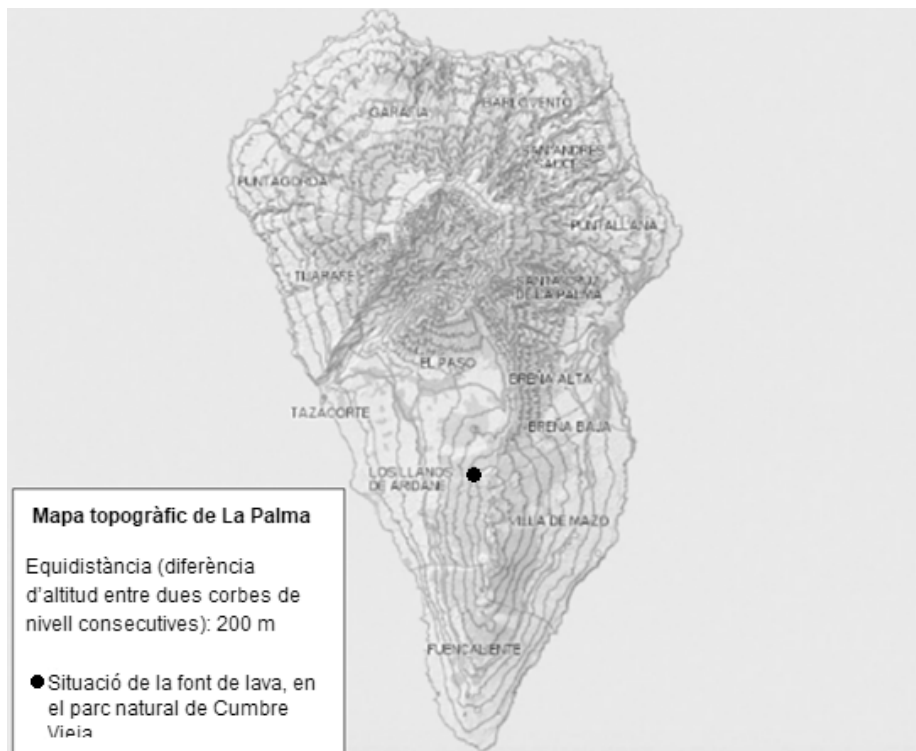 GARAFIA
BARLOVENTO
SAN ANDRES
SAUCES
PUNTAGORDA
PUNTALLANA
TIJARAFE
SANTA CRUZ
DE LA PALMA
EL PASO
BREÑA ALTA
TAZACORTE
BREÑA BAJA
LOS LLANOS
DE ARIDANE
VILLA DE MAZO
FUENCALIENTE
Mapa topogràfic de La Palma
Equidistància (diferència
d'altitud entre dues corbes de
nivell consecutives): 200 m
Situació de la font de lava, en
el parc natural de Cumbre
Vieja